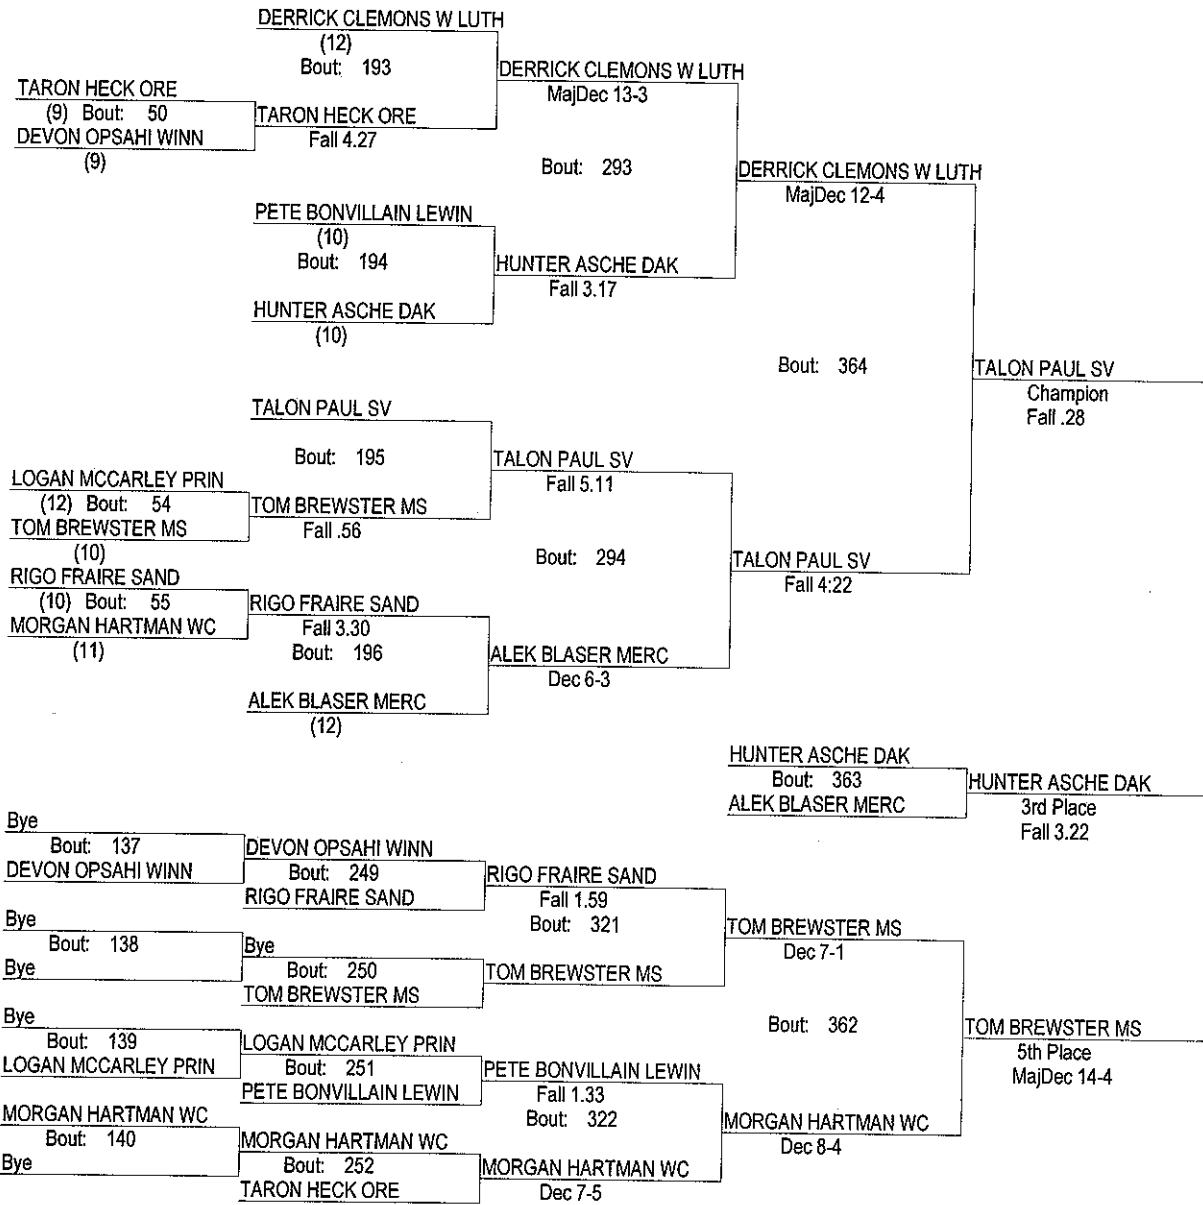 DERRICK CLEMONS W LUTH
(12)
Bout: 193
DERRICK CLEMONS W LUTH
MajDec 13-3
TARON HECK ORE
(9) Bout: 50
TARON HECK ORE
Fall 4.27
DEVON OPSAHI WINN
(9)
Bout: 293
DERRICK CLEMONS W LUTH
MajDec 12-4
PETE BONVILLAIN LEWIN
(10)
Bout: 194
HUNTER ASCHE DAK
Fall 3.17
HUNTER ASCHE DAK
(10)
Bout: 364
TALON PAUL SV
Champion
Fall .28
TALON PAUL SV
Bout: 195
TALON PAUL SV
Fall 5.11
LOGAN MCCARLEY PRIN
(12) Bout: 54
TOM BREWSTER MS
Fall .56
TOM BREWSTER MS
(10)
Bout: 294
TALON PAUL SV
Fall 4:22
RIGO FRAIRE SAND
(10) Bout: 55
RIGO FRAIRE SAND
Fall 3.30
MORGAN HARTMAN WC
(11)
Bout: 196
ALEK BLASER MERC
Dec 6-3
ALEK BLASER MERC
(12)
HUNTER ASCHE DAK
Bout: 363
HUNTER ASCHE DAK
3rd Place
Fall 3.22
ALEK BLASER MERC
Bye
Bout: 137
DEVON OPSAHI WINN
DEVON OPSAHI WINN
Bout: 249
RIGO FRAIRE SAND
RIGO FRAIRE SAND
Fall 1.59
Bout: 321
TOM BREWSTER MS
Dec 7-1
Bye
Bout: 138
Bye
Bye
Bout: 250
TOM BREWSTER MS
TOM BREWSTER MS
Bout: 362
TOM BREWSTER MS
5th Place
MajDec 14-4
Bye
Bout: 139
LOGAN MCCARLEY PRIN
LOGAN MCCARLEY PRIN
Bout: 251
PETE BONVILLAIN LEWIN
PETE BONVILLAIN LEWIN
Fall 1.33
Bout: 322
MORGAN HARTMAN WC
Dec 8-4
MORGAN HARTMAN WC
Bout: 140
Bye
MORGAN HARTMAN WC
Bout: 252
TARON HECK ORE
MORGAN HARTMAN WC
Dec 7-5